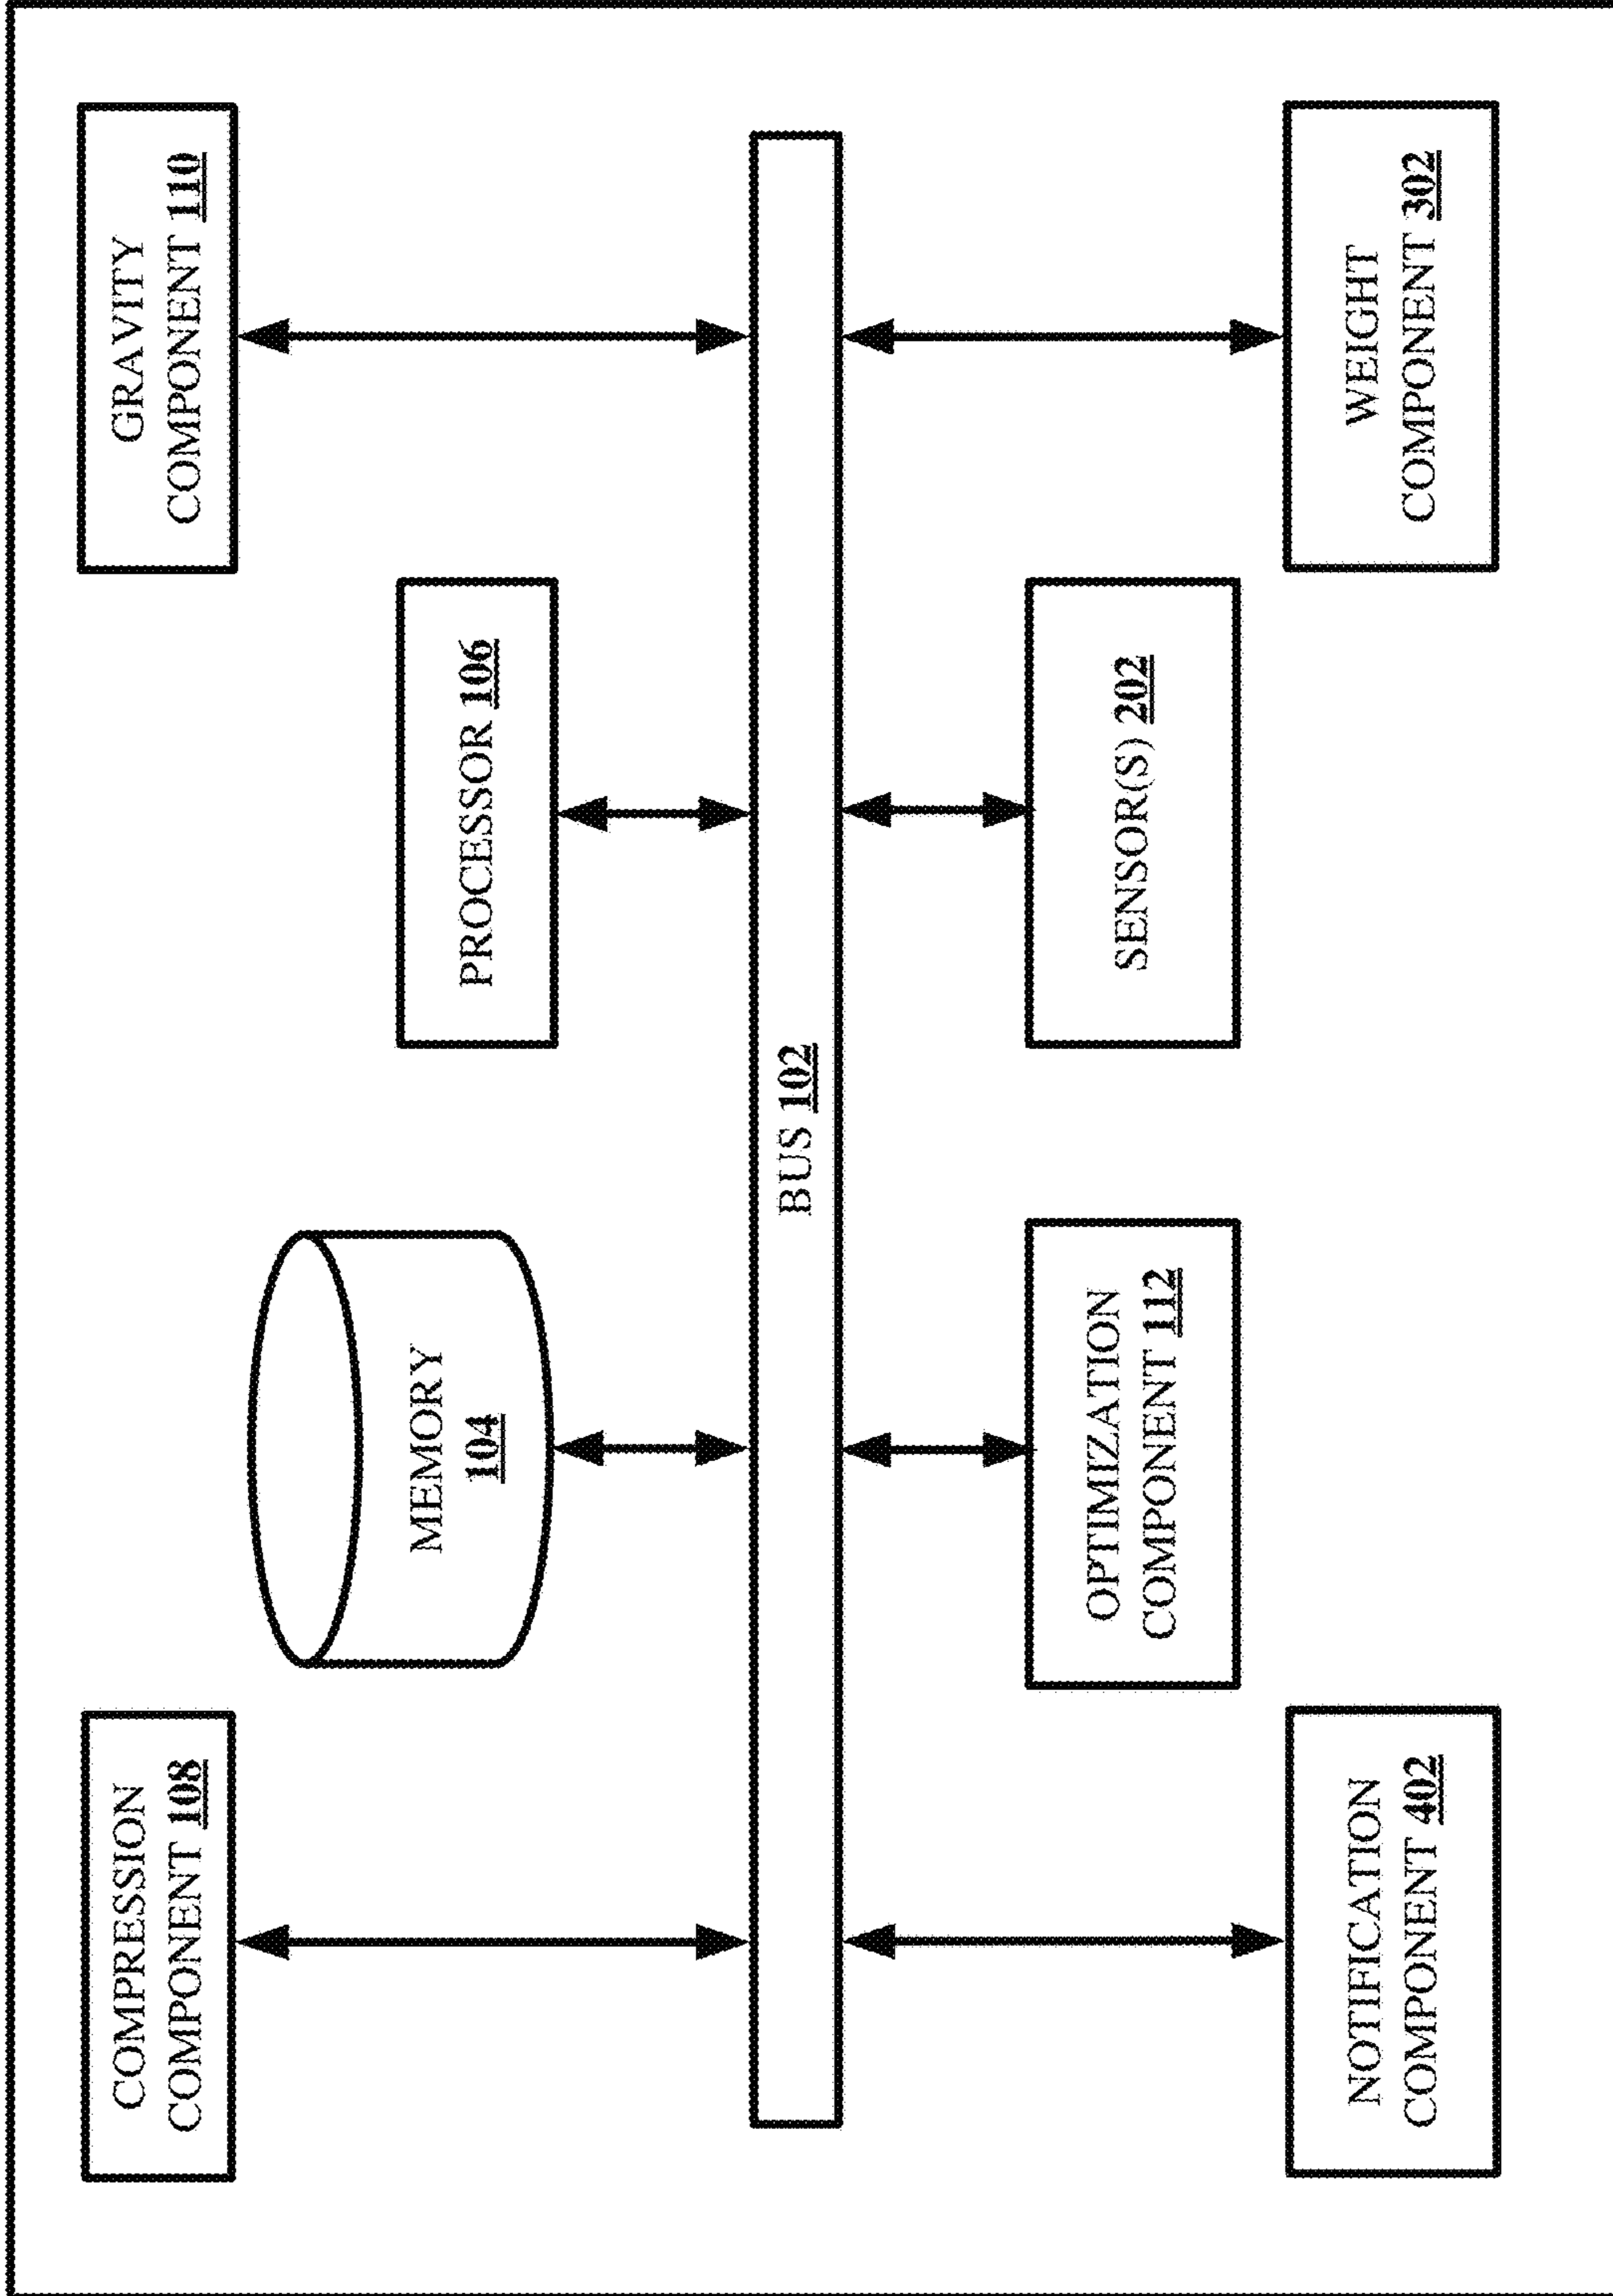 COMPRESSION
COMPONENT 108
MEMORY
104
PROCESSOR 106
GRAVITY
COMPONENT 110
BUS 102
NOTIFICATION
COMPONENT 402
OPTIMIZATION
COMPONENT 112
SENSOR(S) 202
WEIGHT
COMPONENT 302